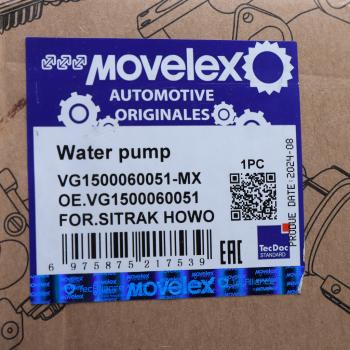 MOVELEX
AUTOMOTIVE
ORIGINALES
Water pump
VG1500060051-MX
OE.VG1500060051
FOR.SITRAK HOWO
1PC
PRODUE DATE:2024-08
6 975875 217539
EAC
TecDoc
STANDARD
MOVELEX